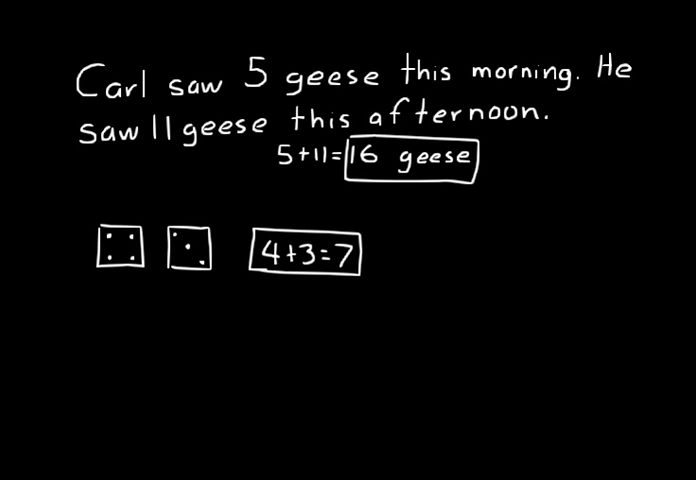 Carl saw 5 geese this morning. He
saw 11 geese this afternoon.
5+11=16 geese
4+3=7